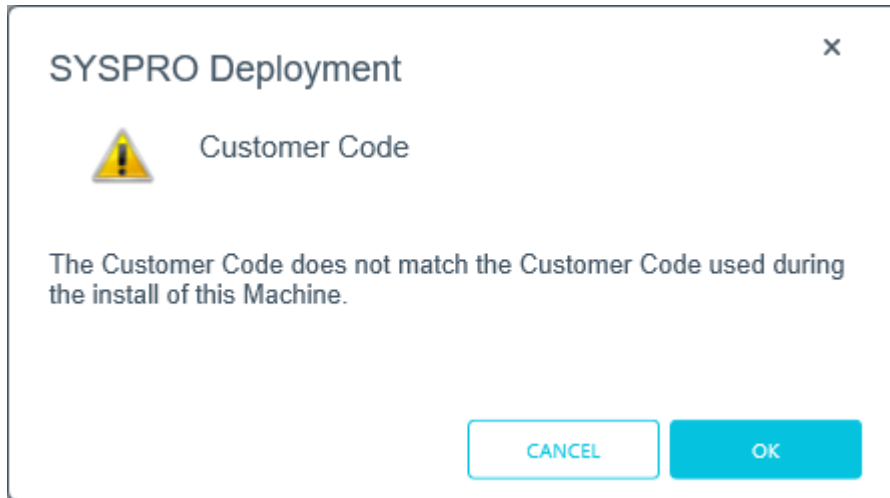 SYSPRO Deployment
Customer Code
The Customer Code does not match the Customer Code used during
the install of this Machine.
CANCEL
OK